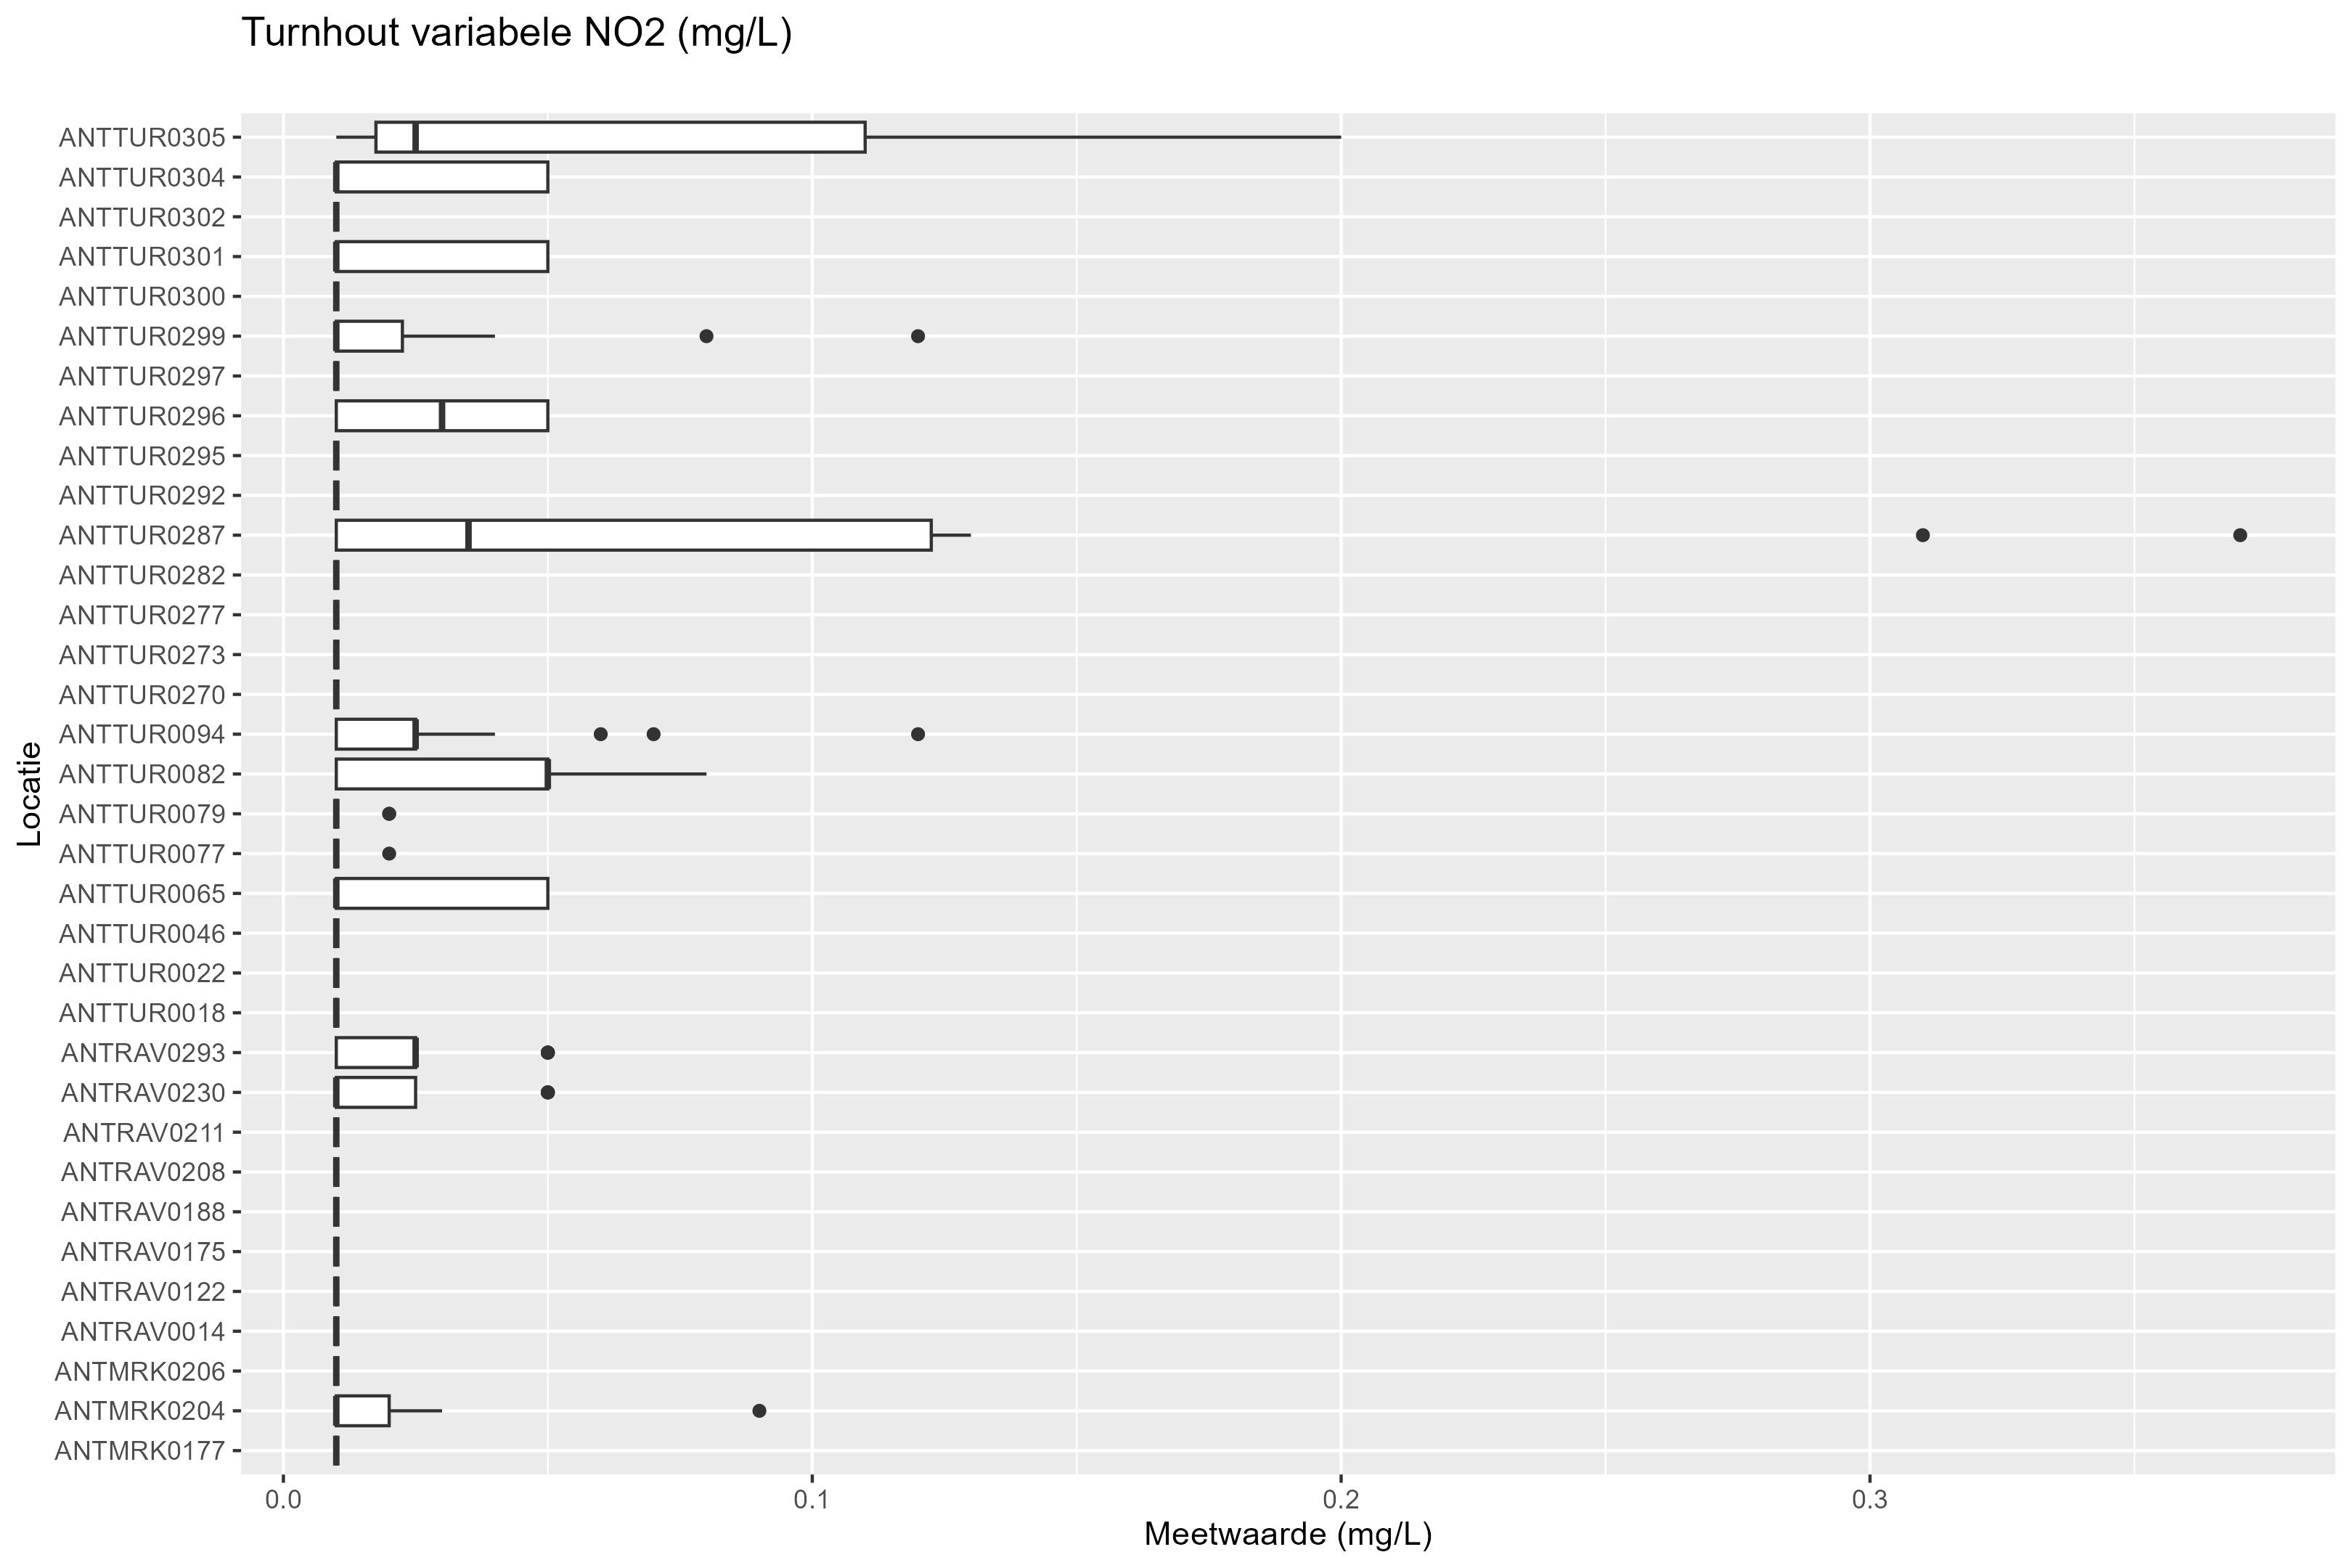 Turnhout variabele NO2 (mg/L)
ANTTUR0305
ANTTUR0304
ANTTUR0302
ANTTUR0301
ANTTUR0300
ANTTUR0299
ANTTUR0297
ANTTUR0296
ANTTUR0295
ANTTUR0292
ANTTUR0287
ANTTUR0282
ANTTUR0277
ANTTUR0273
ANTTUR0270
ANTTUR0094
ANTTUR0082
ANTTUR0079
ANTTUR0077
ANTTUR0065
ANTTUR0046
ANTTUR0022
ANTTUR0018
ANTRAV0293
ANTRAV0230
ANTRAV0211
ANTRAV0208
ANTRAV0188
ANTRAV0175
ANTRAV0122
ANTRAV0014
ANTMRK0206
ANTMRK0204
ANTMRK0177
Locatie
0.0 0.1 0.2 0.3
Meetwaarde (mg/L)